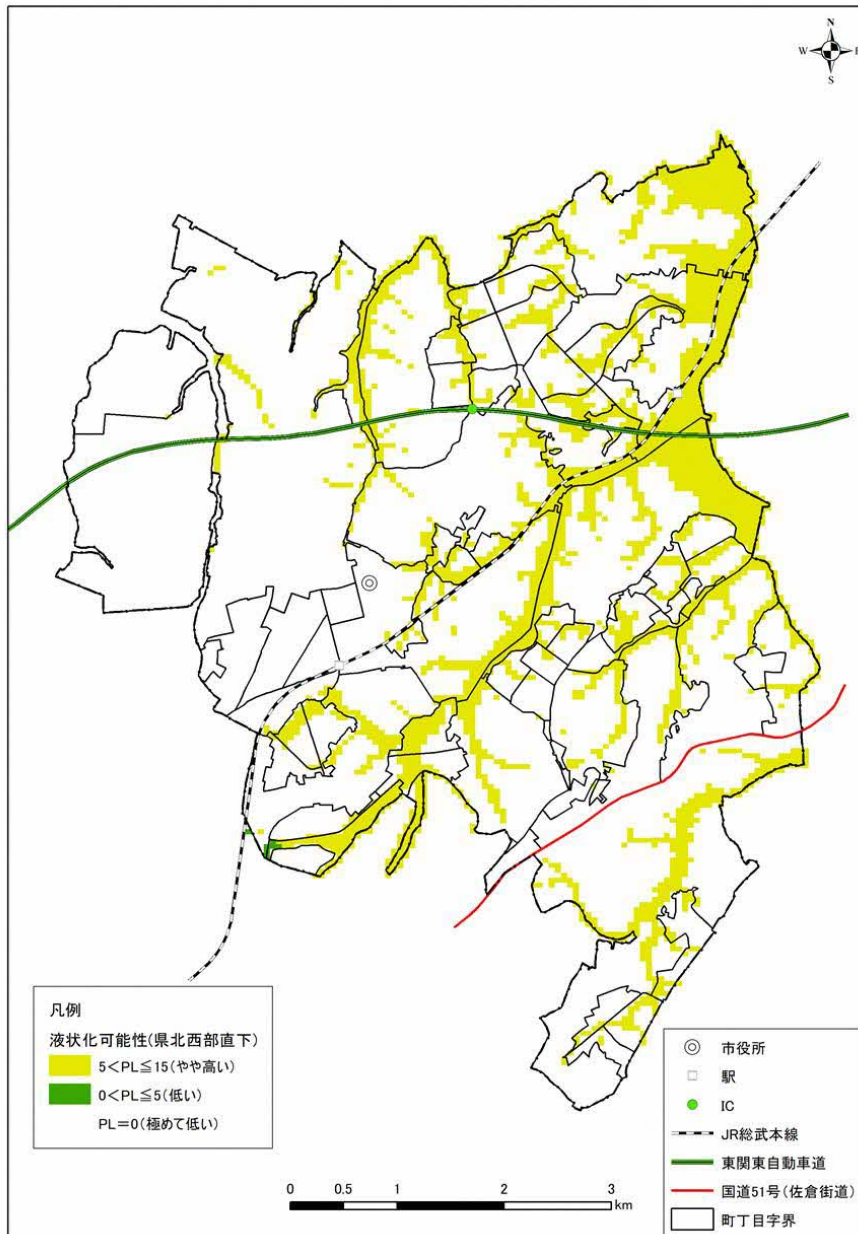 N
W E
S
凡例
液状化可能性(県北西部直下)
5<PL≦15(やや高い)
0<PL≦5(低い)
PL=0(極めて低い)
市役所
駅
IC
JR総武本線
東関東自動車道
国道51号(佐倉街道)
町丁目字界
0 0.5 1 2 3
km